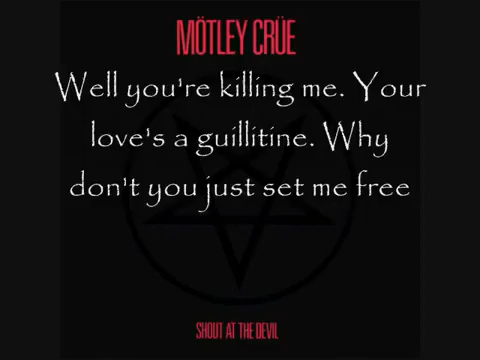 MÖTLEY CRÜE
Well you're killing me. Your
love's a guillitine. Why
don't you just set me free
SHOUT AT THE DEVIL